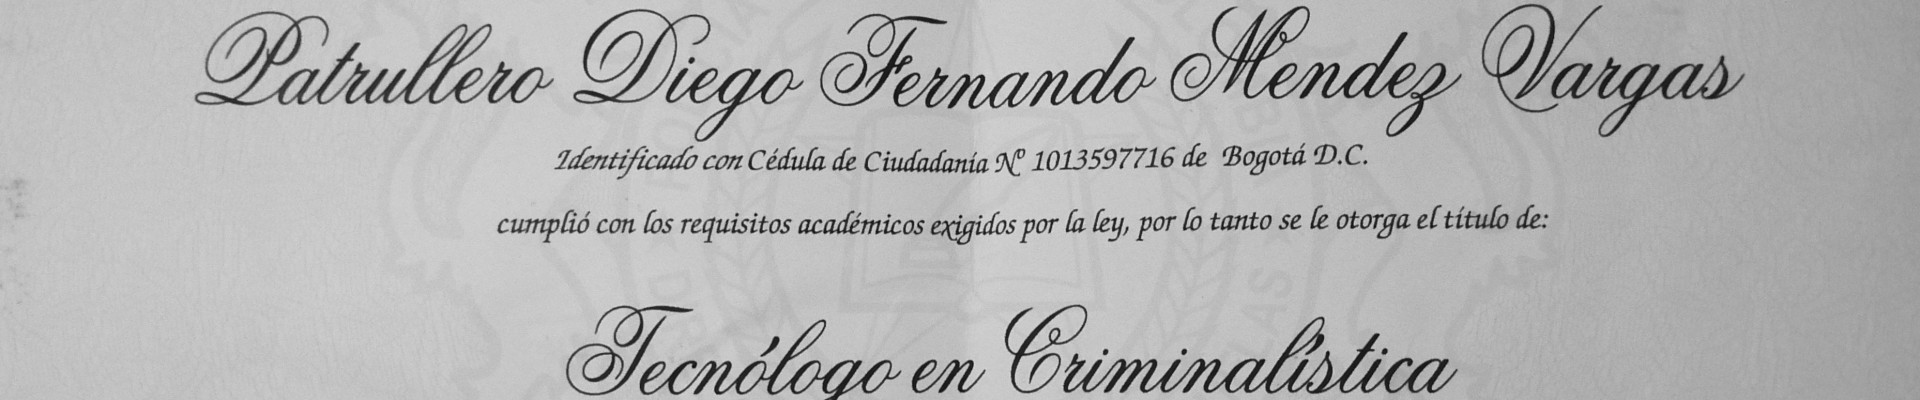 Patrullero Diego Fernando Mendez Vargas
Identificado con Cédula de Ciudadanía Nº 1013597716 de Bogotá D.C.
cumplió con los requisitos académicos exigidos por la ley, por lo tanto se le otorga el título de:
Tecnólogo en Criminalística